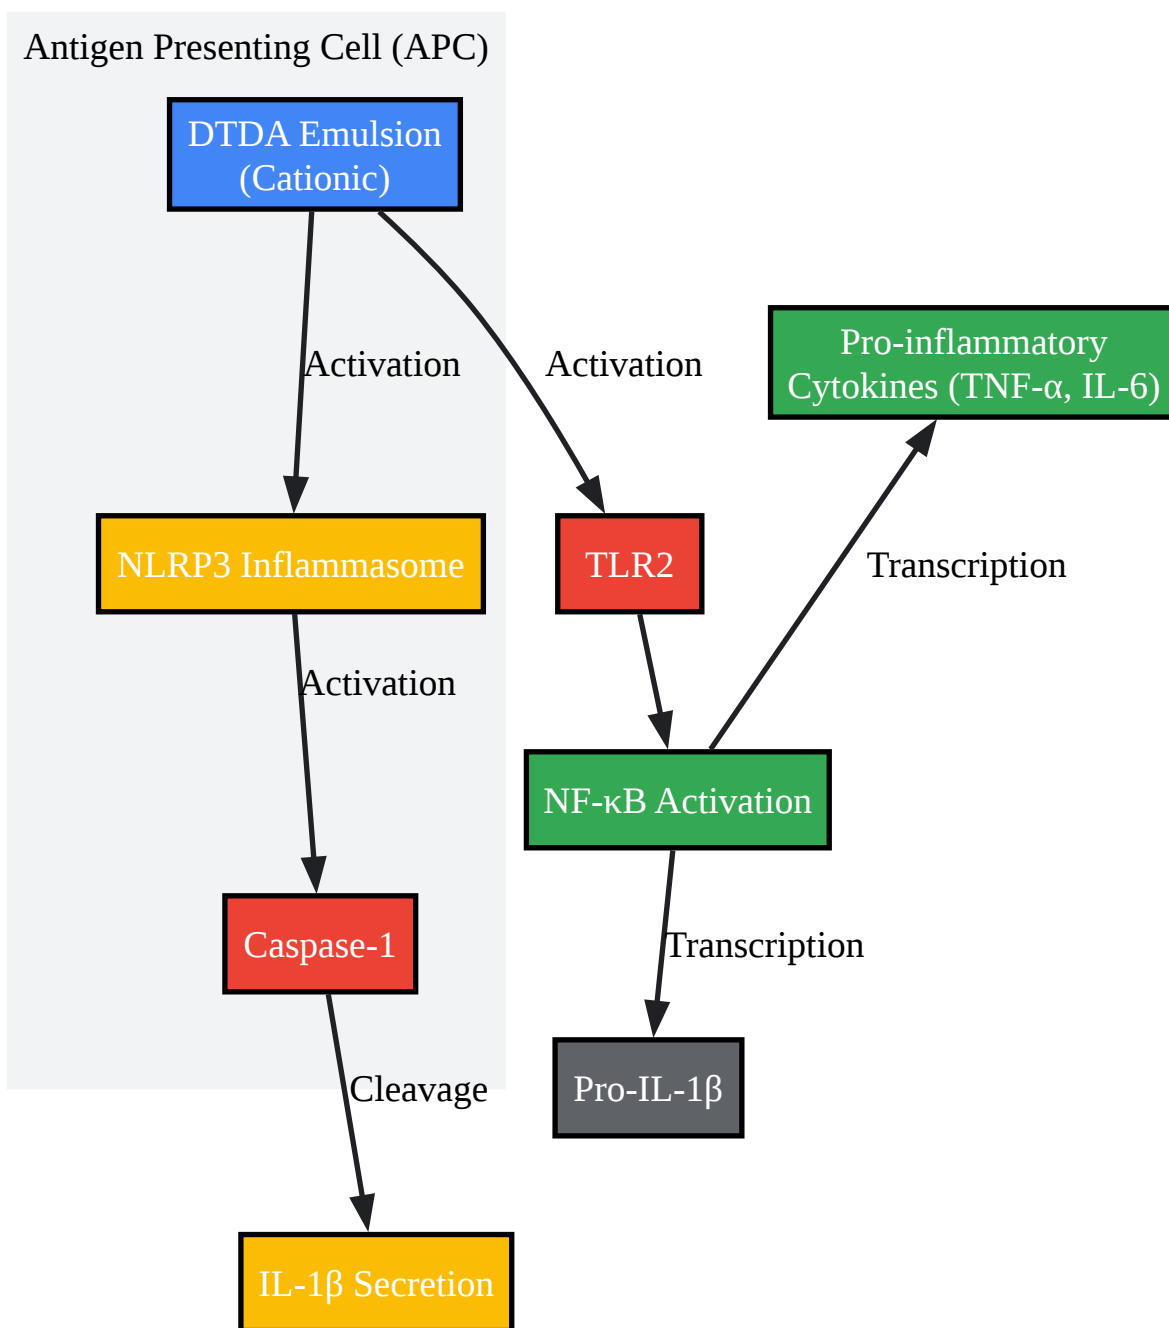 Antigen Presenting Cell (APC)
DTDA Emulsion
(Cationic)
Activation
Activation
Pro-inflammatory
Cytokines (TNF-α, IL-6)
NLRP3 Inflammasome
TLR2
Transcription
Activation
NF-κB Activation
Caspase-1
Transcription
Cleavage
Pro-IL-1β
IL-1β Secretion